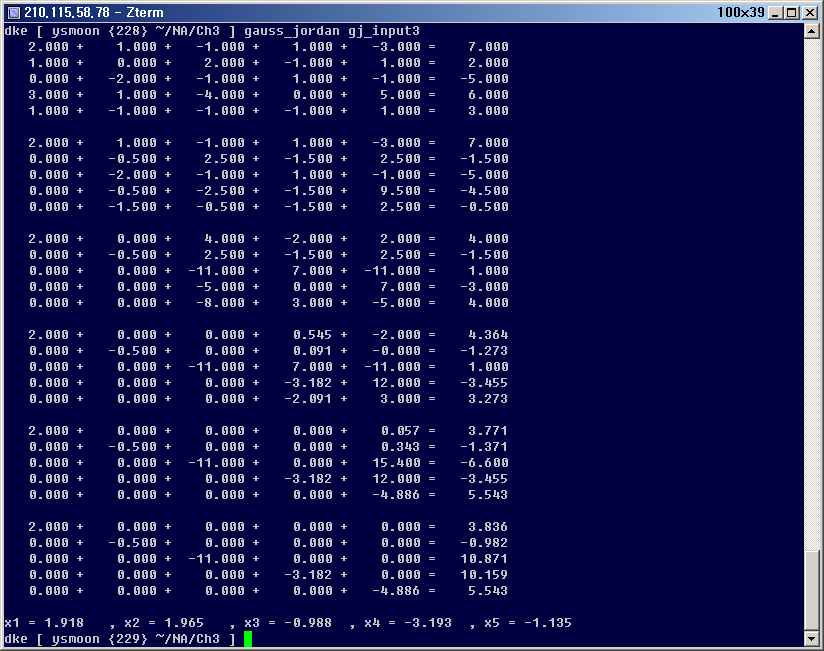 210.115.58.78 - Zterm 100×39
dke [ ysmoon {228} ~/NA/Ch3 ] gauss_jordan gj_input3
2.000 + 1.000 + -1.000 + 1.000 + -3.000 = 7.000
1.000 + 0.000 + 2.000 + -1.000 + 1.000 = 2.000
0.000 + -2.000 + -1.000 + 1.000 + -1.000 = -5.000
3.000 + 1.000 + -4.000 + 0.000 + 5.000 = 6.000
1.000 + -1.000 + -1.000 + -1.000 + 1.000 = 3.000
2.000 + 1.000 + -1.000 + 1.000 + -3.000 = 7.000
0.000 + -0.500 + 2.500 + -1.500 + 2.500 = -1.500
0.000 + -2.000 + -1.000 + 1.000 + -1.000 = -5.000
0.000 + -0.500 + -2.500 + -1.500 + 9.500 = -4.500
0.000 + -1.500 + -0.500 + -1.500 + 2.500 = -0.500
2.000 + 0.000 + 4.000 + -2.000 + 2.000 = 4.000
0.000 + -0.500 + 2.500 + -1.500 + 2.500 = -1.500
0.000 + 0.000 + -11.000 + 7.000 + -11.000 = 1.000
0.000 + 0.000 + -5.000 + 0.000 + 7.000 = -3.000
0.000 + 0.000 + -8.000 + 3.000 + -5.000 = 4.000
2.000 + 0.000 + 0.000 + 0.545 + -2.000 = 4.364
0.000 + -0.500 + 0.000 + 0.091 + -0.000 = -1.273
0.000 + 0.000 + -11.000 + 7.000 + -11.000 = 1.000
0.000 + 0.000 + 0.000 + -3.182 + 12.000 = -3.455
0.000 + 0.000 + 0.000 + -2.091 + 3.000 = 3.273
2.000 + 0.000 + 0.000 + 0.000 + 0.057 = 3.771
0.000 + -0.500 + 0.000 + 0.000 + 0.343 = -1.371
0.000 + 0.000 + -11.000 + 0.000 + 15.400 = -6.600
0.000 + 0.000 + 0.000 + -3.182 + 12.000 = -3.455
0.000 + 0.000 + 0.000 + 0.000 + -4.886 = 5.543
2.000 + 0.000 + 0.000 + 0.000 + 0.000 = 3.836
0.000 + -0.500 + 0.000 + 0.000 + 0.000 = -0.982
0.000 + 0.000 + -11.000 + 0.000 + 0.000 = 10.871
0.000 + 0.000 + 0.000 + -3.182 + 0.000 = 10.159
0.000 + 0.000 + 0.000 + 0.000 + -4.886 = 5.543
x1 = 1.918 , x2 = 1.965 , x3 = -0.988 , x4 = -3.193 , x5 = -1.135
dke [ ysmoon {229} ~/NA/Ch3 ]